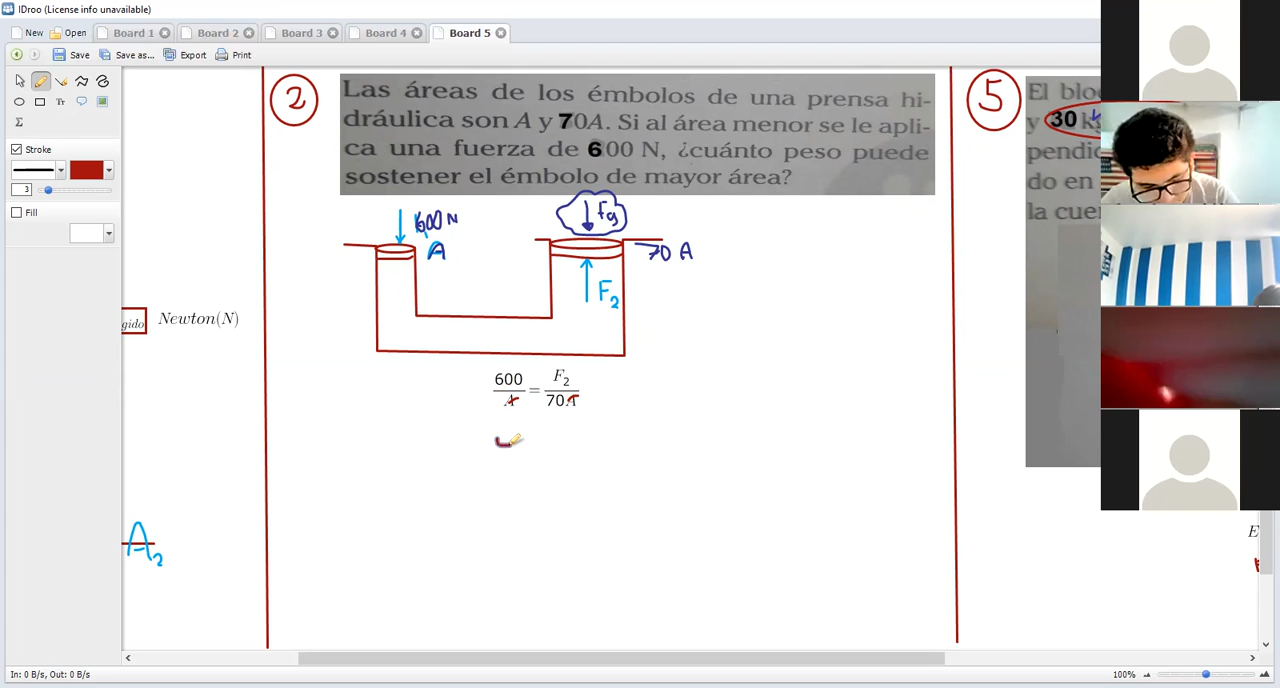 IDroo (License info unavailable)
New Open Board 1 Board 2 Board 3 Board 4 Board 5
Save Save as... Export Print
Tr
Σ
Stroke
3
Fill
2
Las áreas de los émbolos de una prensa hi-
dráulica son A y 70A. Si al área menor se le apli-
ca una fuerza de 600 N, ¿cuánto peso puede
sostener el émbolo de mayor área?
600 N
A
Fg
70 A
F2
600/A = F2/70A
gido Newton(N)
A2
5
El blo
y 30 k
pendic
do en
la cue
E
In: 0 B/s, Out: 0 B/s
100%